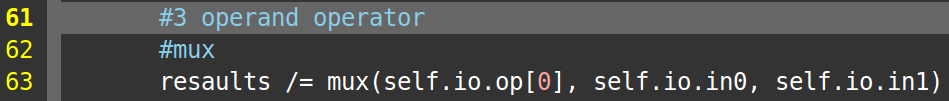 61 #3 operand operator
62 #mux
63 resaults /= mux(self.io.op[0], self.io.in0, self.io.in1)